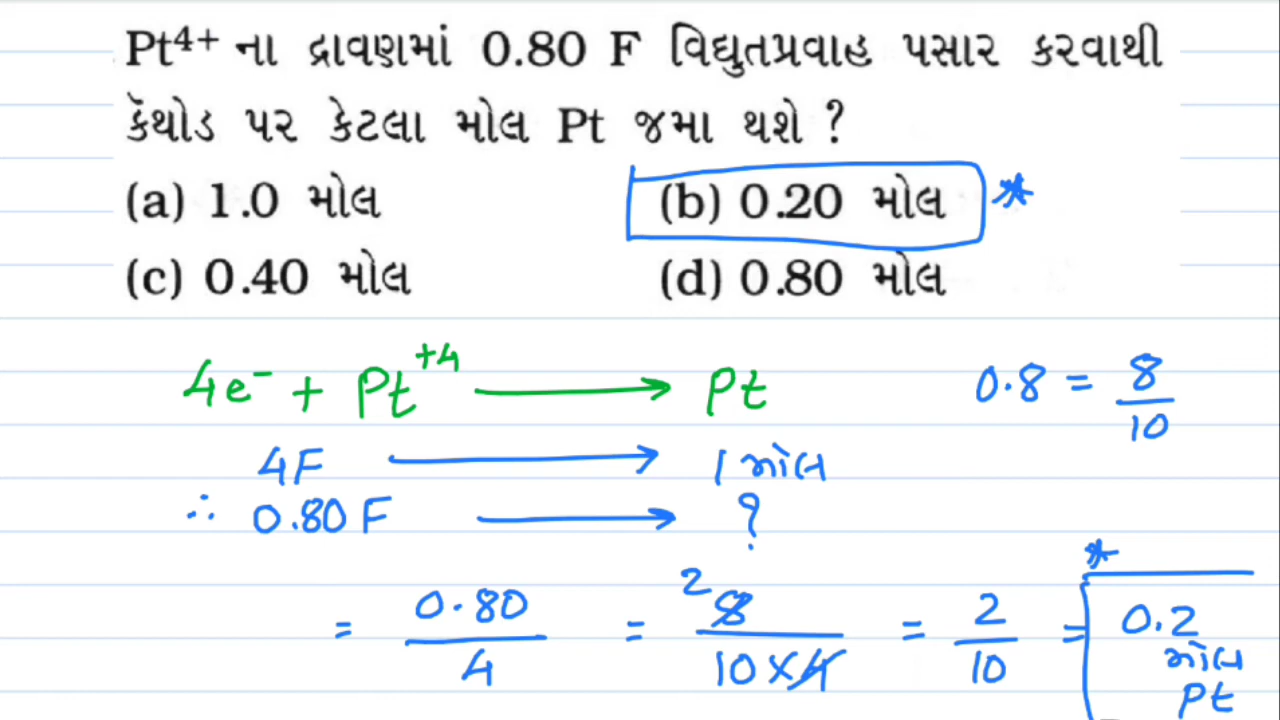 Pt4+ ના દ્રાવણમાં 0.80 F વિદ્યુતપ્રવાહ પસાર કરવાથી
કૅથોડ પર કેટલા મોલ Pt જમા થશે ?
(a) 1.0 મોલ (b) 0.20 મોલ *
(c) 0.40 મોલ (d) 0.80 મોલ
4e⁻ + Pt⁺⁴ → Pt 0.8 = 8/10
4F → 1 મોલ
∴ 0.80 F → ?
= 0.80/4 = 2 8/10×4 = 2/10 = * 0.2
મોલ
Pt